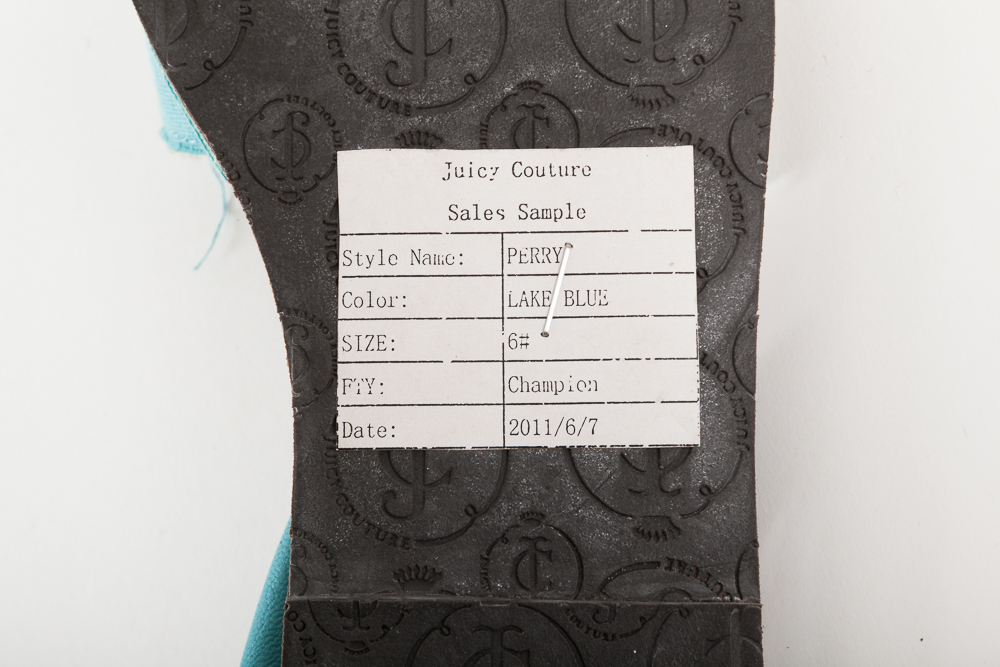 Juicy Couture
Sales Sample
Style Name: PERRY
Color: LAKE BLUE
SIZE: 6#
FTY: Champion
Date: 2011/6/7
JUICY COUTURE
JUICY COUTURE
JUICY COUTURE